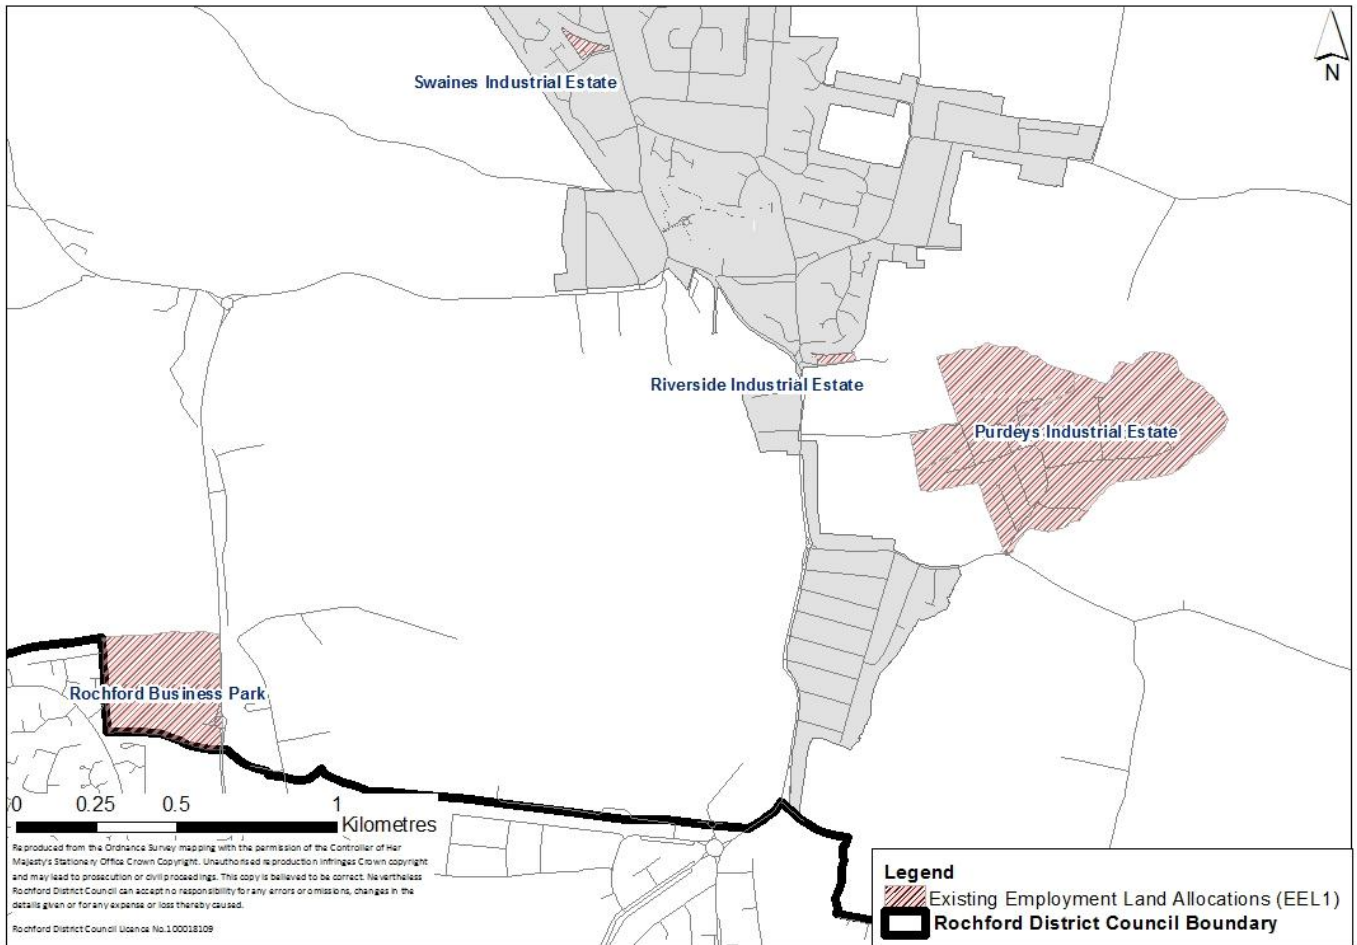 N
Swaines Industrial Estate
Riverside Industrial Estate
Purdeys Industrial Estate
Rochford Business Park
0 0.25 0.5 1
Kilometres
Reproduced from the Ordnance Survey mapping with the permission of the Controller of Her
Majesty's Stationery Office Crown Copyright. Unauthorised reproduction infringes Crown copyright
and may lead to prosecution or civil proceedings. This copy is believed to be correct. Nevertheless
Rochford District Council can accept no responsibility for any errors or omissions, changes in the
details given or for any expense or loss thereby caused.
Rochford District Council Licence No.100018109
Legend
Existing Employment Land Allocations (EEL1)
Rochford District Council Boundary